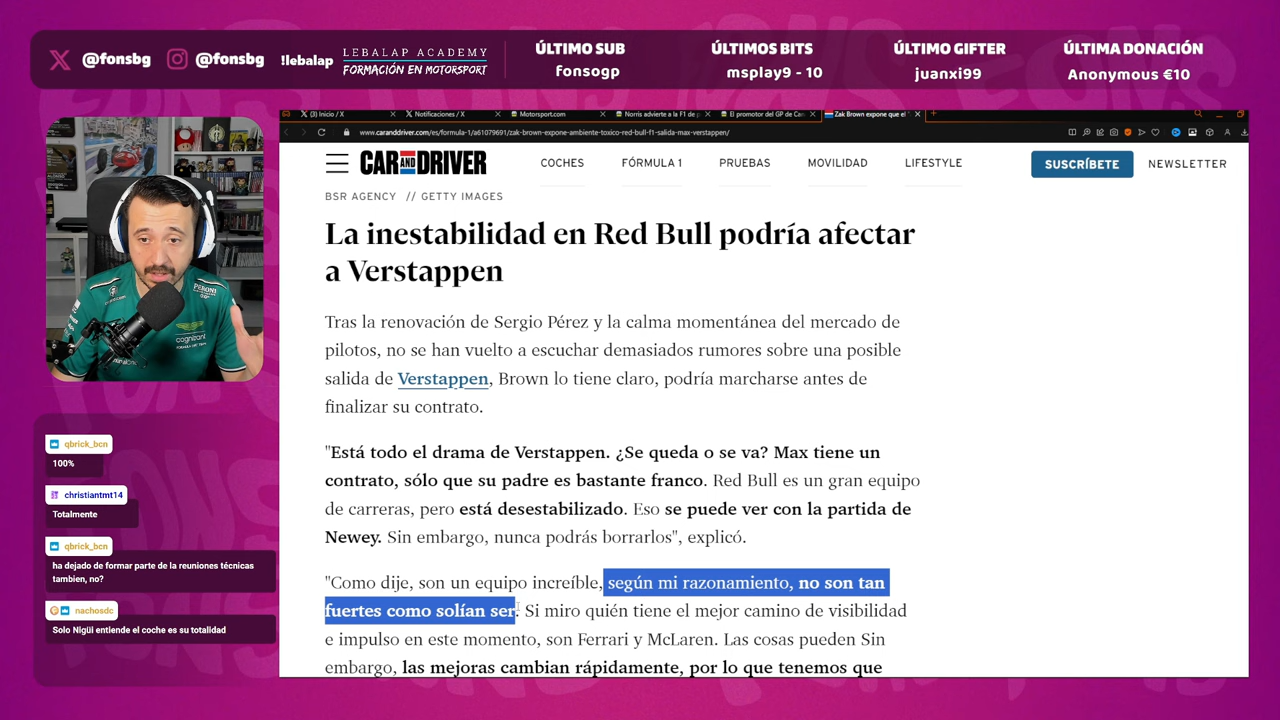 @fonsbg
@fonsbg
!lebalap
LEBALAP ACADEMY
FORMACIÓN EN MOTORSPORT
ÚLTIMO SUB
fonsogp
ÚLTIMOS BITS
msplay9 - 10
ÚLTIMO GIFTER
juanxi99
ÚLTIMA DONACIÓN
Anonymous €10
(3) Inicio / X
Notificaciones / X
Motorsport.com
Norris advierte a la F1 de
El promotor del GP de Can
Zak Brown expone que el
www.caranddriver.com/es/formula-1/a61079691/zak-brown-expone-ambiente-toxico-red-bull-f1-salida-max-verstappen/
CAR AND DRIVER
COCHES
FÓRMULA 1
PRUEBAS
MOVILIDAD
LIFESTYLE
SUSCRÍBETE
NEWSLETTER
BSR AGENCY // GETTY IMAGES
La inestabilidad en Red Bull podría afectar
a Verstappen
Tras la renovación de Sergio Pérez y la calma momentánea del mercado de
pilotos, no se han vuelto a escuchar demasiados rumores sobre una posible
salida de Verstappen, Brown lo tiene claro, podría marcharse antes de
finalizar su contrato.
"Está todo el drama de Verstappen. ¿Se queda o se va? Max tiene un
contrato, sólo que su padre es bastante franco. Red Bull es un gran equipo
de carreras, pero está desestabilizado. Eso se puede ver con la partida de
Newey. Sin embargo, nunca podrás borrarlos", explicó.
"Como dije, son un equipo increíble, según mi razonamiento, no son tan
fuertes como solían ser. Si miro quién tiene el mejor camino de visibilidad
e impulso en este momento, son Ferrari y McLaren. Las cosas pueden Sin
embargo, las mejoras cambian rápidamente, por lo que tenemos que
PERONI
cognizant
qbrick_bcn
100%
christiantmt14
Totalmente
qbrick_bcn
ha dejado de formar parte de la reuniones técnicas
tambien, no?
nachosdc
Solo Nigüi entiende el coche es su totalidad